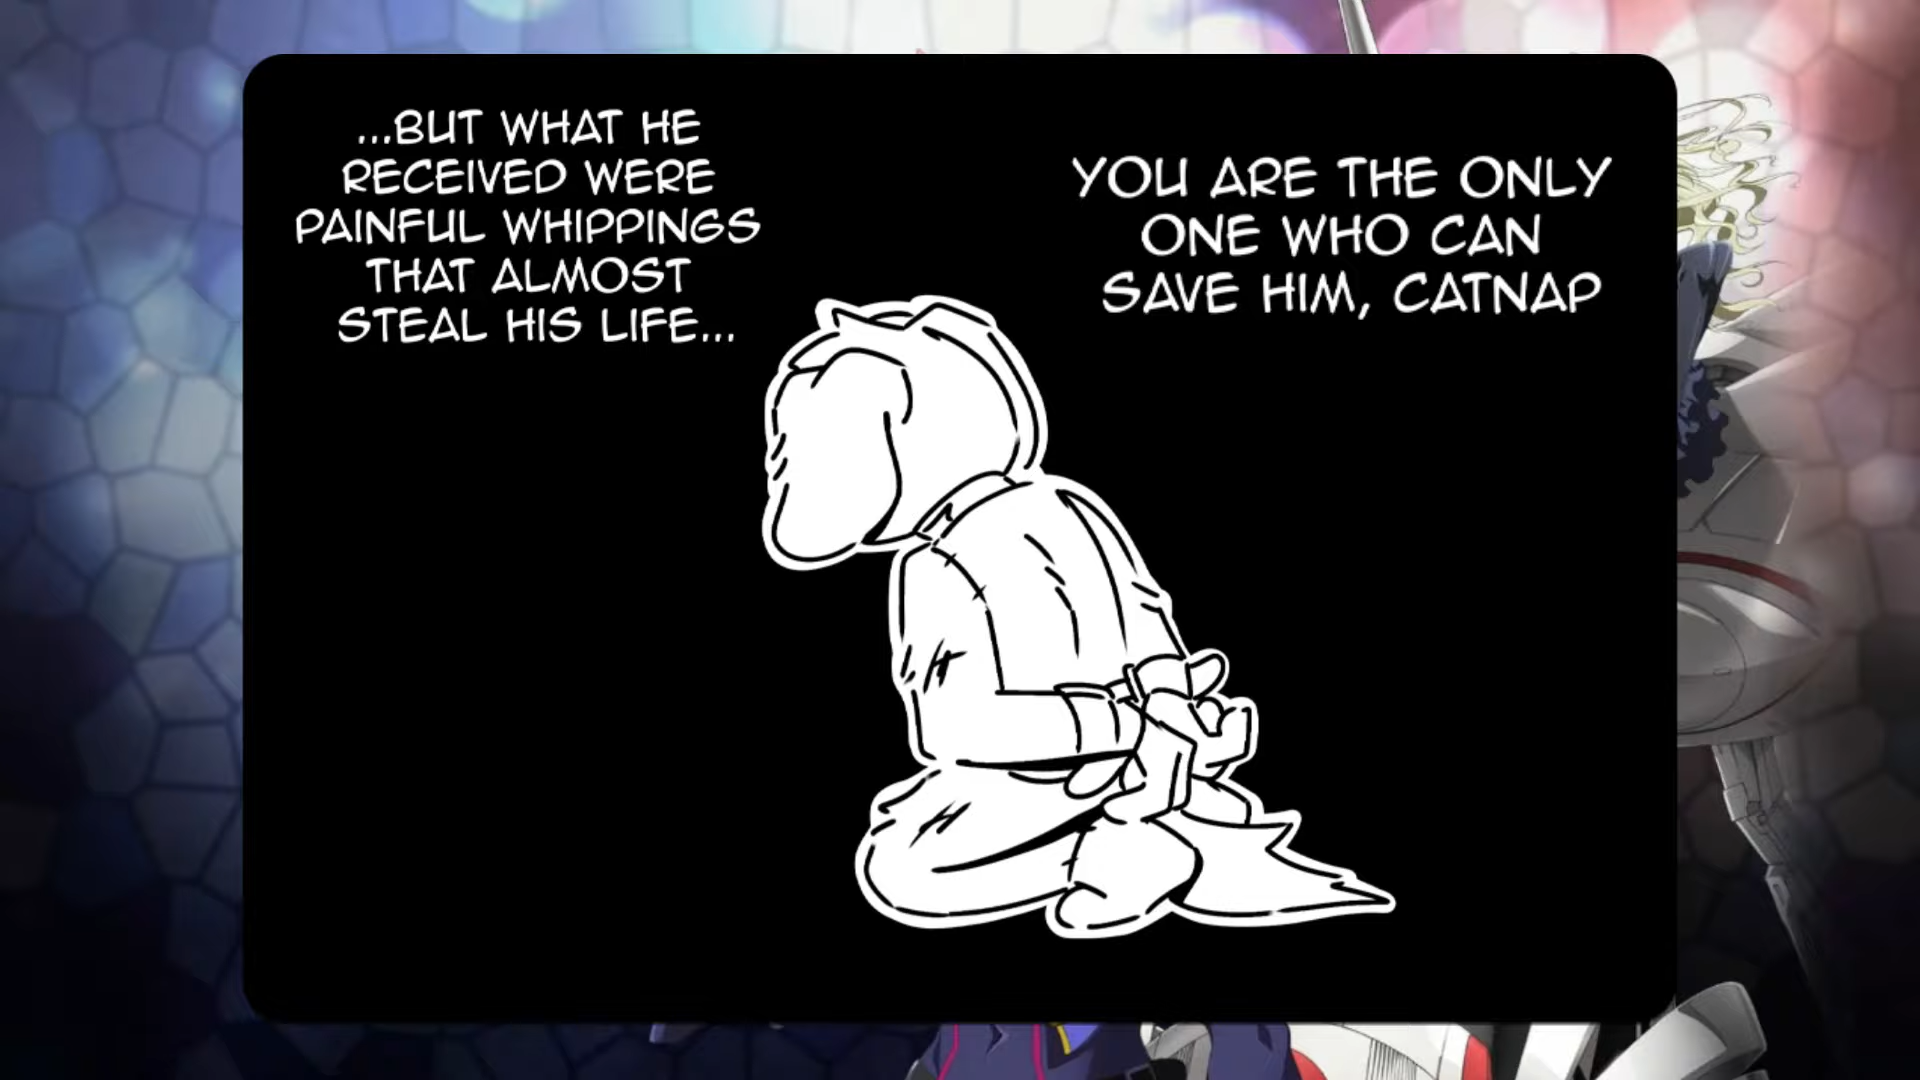 ...BUT WHAT HE
RECEIVED WERE
PAINFUL WHIPPINGS
THAT ALMOST
STEAL HIS LIFE...
YOU ARE THE ONLY
ONE WHO CAN
SAVE HIM, CATNAP